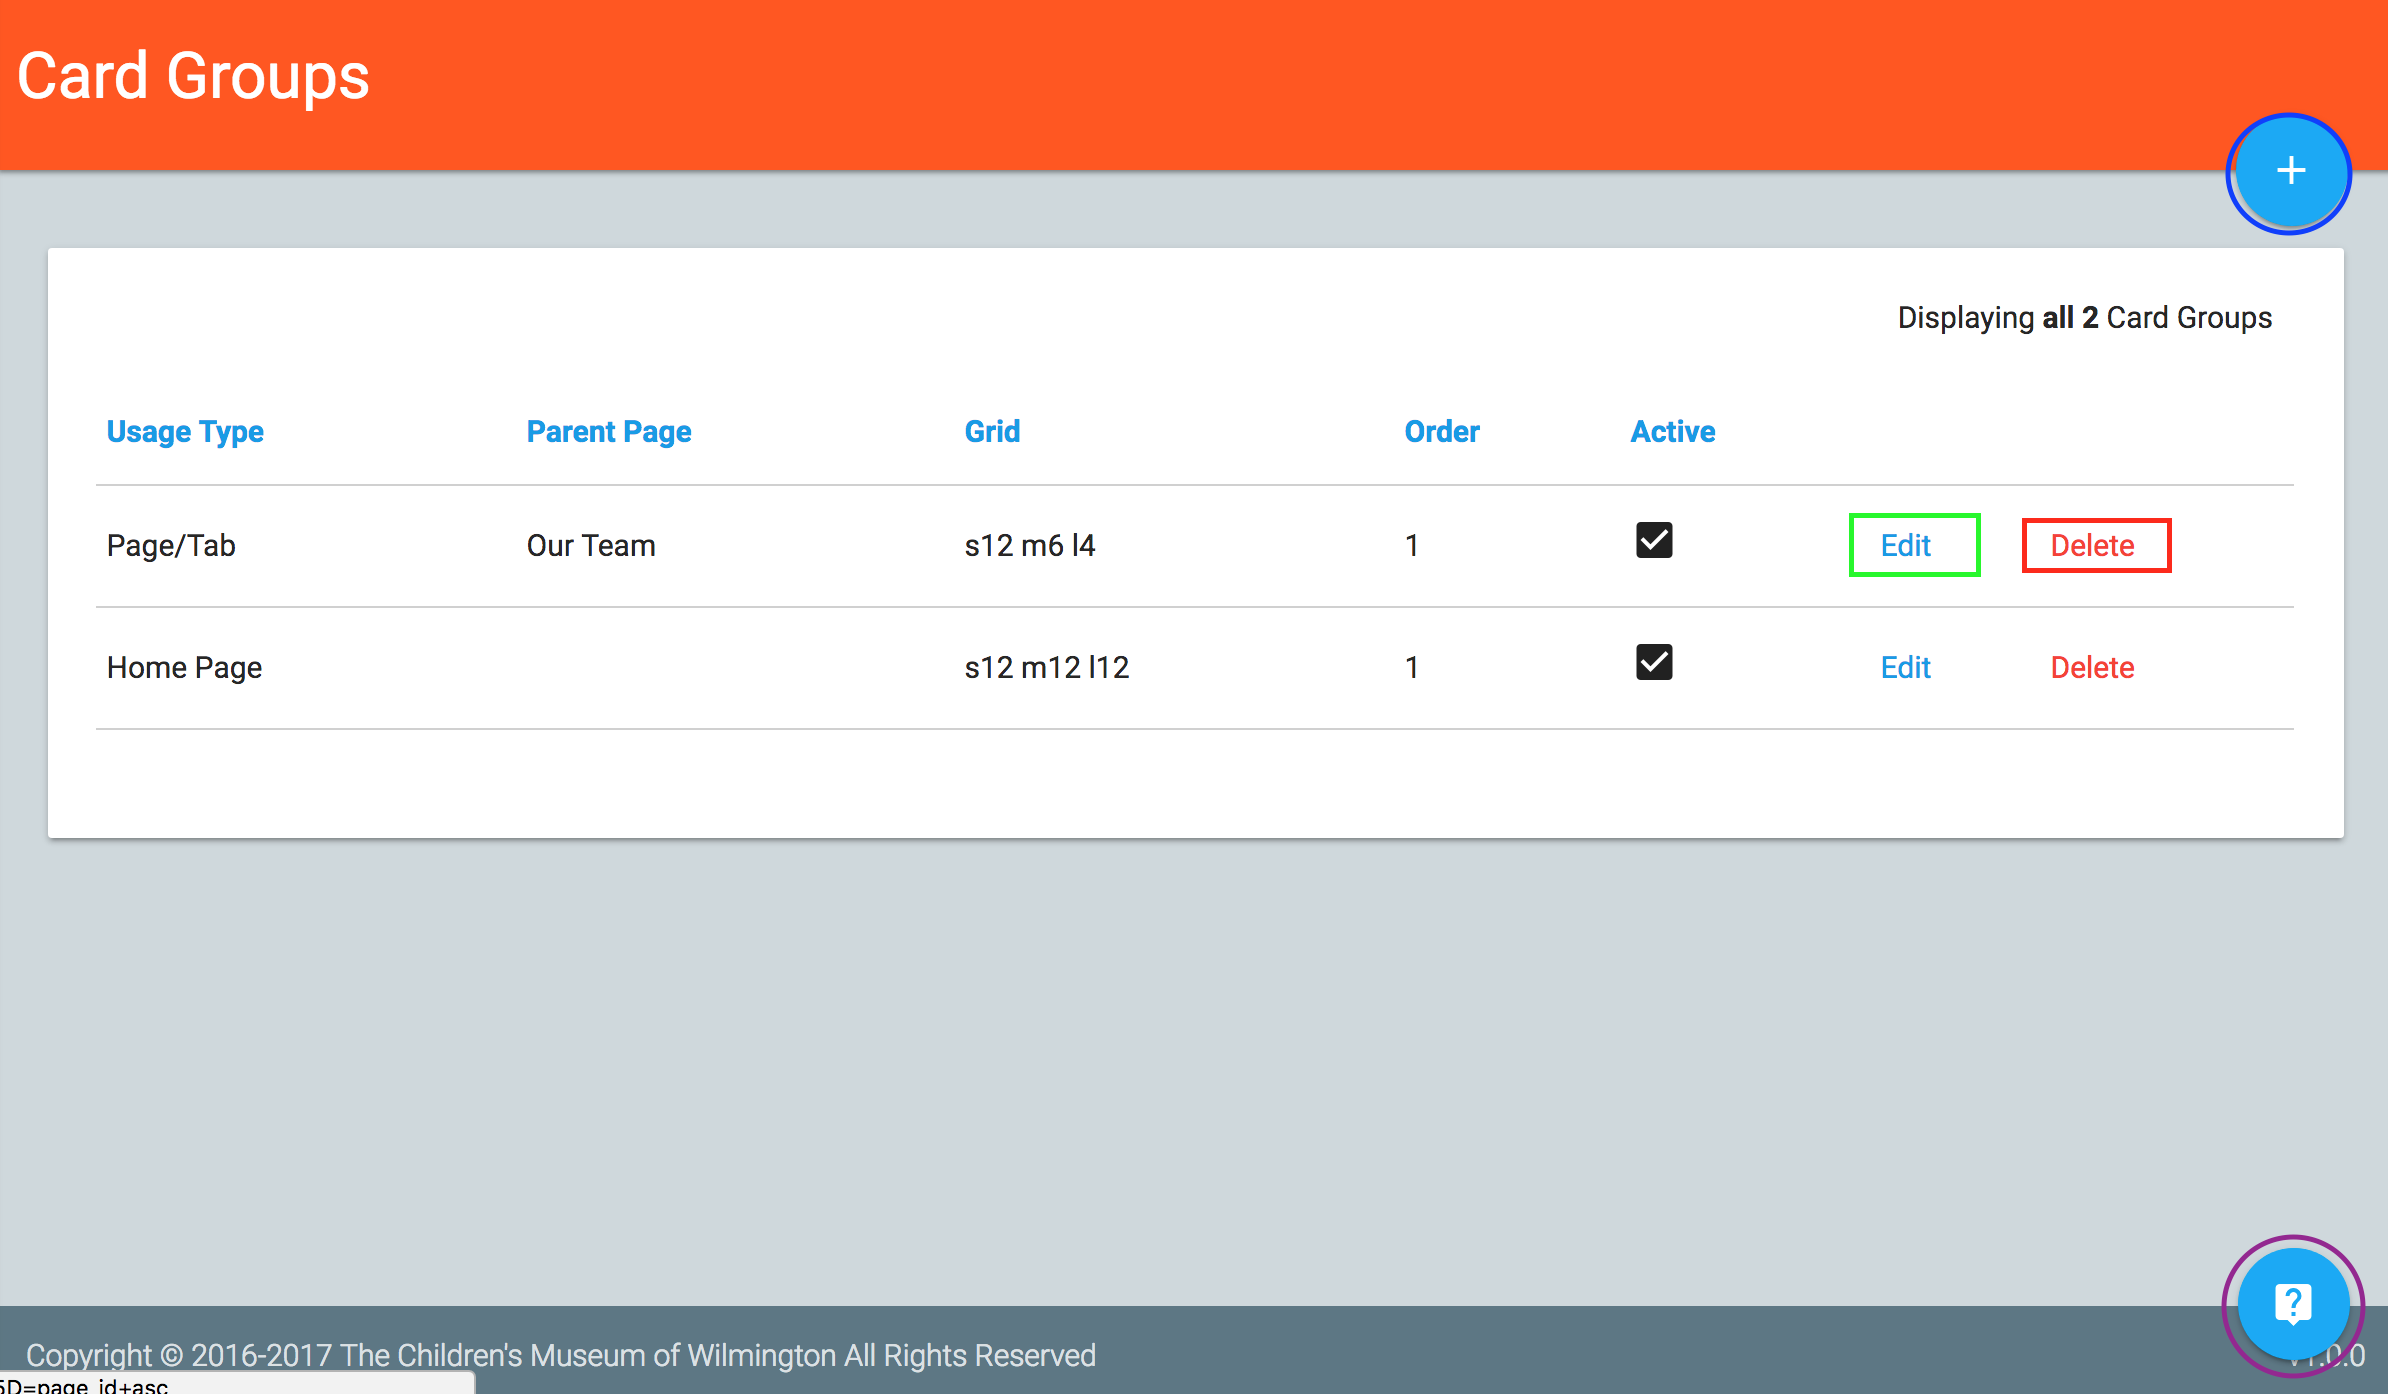 Card Groups
+
Displaying all 2 Card Groups
Usage Type Parent Page Grid Order Active
Page/Tab Our Team s12 m6 l4 1 Edit Delete
Home Page s12 m12 l12 1 Edit Delete
?
Copyright © 2016-2017 The Children's Museum of Wilmington All Rights Reserved v1.0.0
5D=page_id+asc